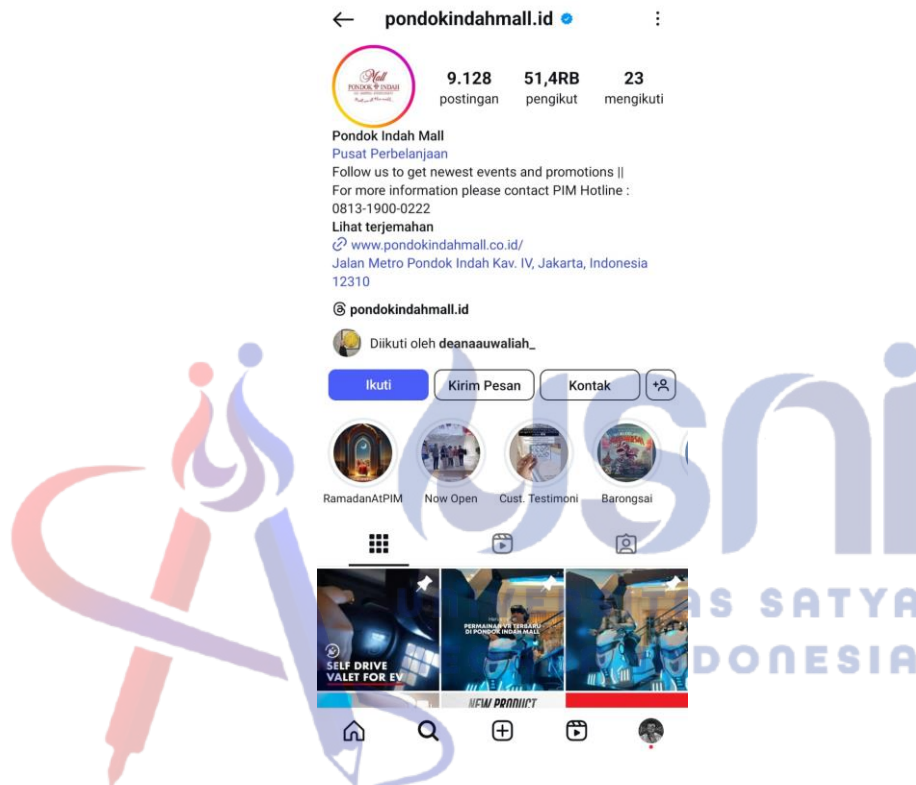 pondokindahmall.id
Mall
PONDOK INDAH
9.128 51,4RB 23
postingan pengikut mengikuti
Pondok Indah Mall
Pusat Perbelanjaan
Follow us to get newest events and promotions ||
For more information please contact PIM Hotline :
0813-1900-0222
Lihat terjemahan
www.pondokindahmall.co.id/
Jalan Metro Pondok Indah Kav. IV, Jakarta, Indonesia
12310
pondokindahmall.id
Diikuti oleh deanaauwaliah_
Ikuti Kirim Pesan Kontak
RamadanAtPIM Now Open Cust. Testimoni Barongsai
PERMAINAN VR TERBARU
DI PONDOK INDAH MALL
SELF DRIVE
VALET FOR EV
NEW PRODUCT
usni
AS SATYA
DONESIA